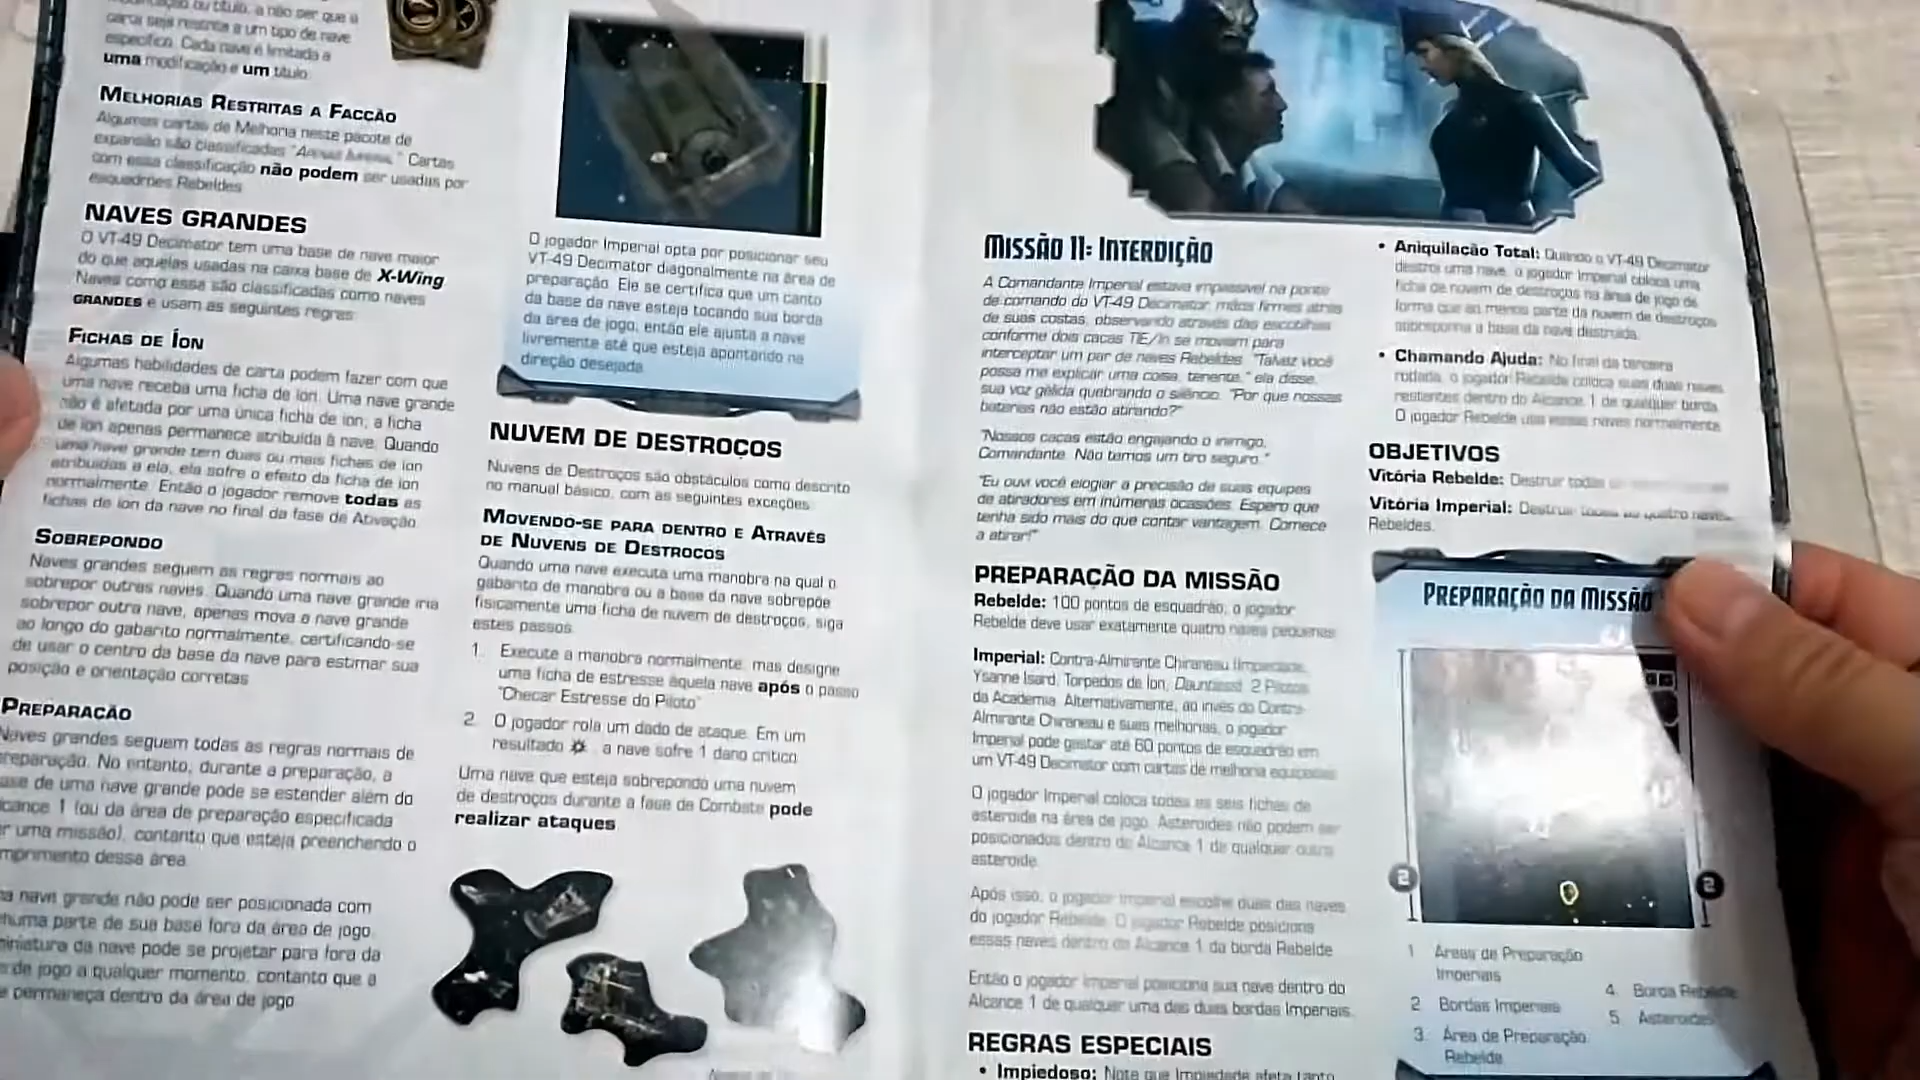 carta seja restrita a um tipo de nave
específico. Cada nave é limitada a
uma modificação e um título.
MELHORIAS RESTRITAS A FACÇÃO
Algumas cartas de Melhoria neste pacote de
expansão são classificadas Cartas
com essa classificação não podem ser usadas por
esquadrões Rebeldes.
NAVES GRANDES
O VT-49 Decimator tem uma base de nave maior
do que aquelas usadas na caixa base de X-Wing
Naves como essa são classificadas como naves
GRANDES e usam as seguintes regras:
FICHAS DE ÍON
Algumas habilidades de carta podem fazer com que
uma nave receba uma ficha de íon. Uma nave grande
não é afetada por uma única ficha de íon; a ficha
de íon apenas permanece atribuída à nave. Quando
uma nave grande tem duas ou mais fichas de íon
atribuídas a ela, ela sofre o efeito da ficha de íon
normalmente. Então o jogador remove todas as
fichas de íon da nave no final da fase de Ativação.
SOBREPONDO
Naves grandes seguem as regras normais ao
sobrepor outras naves. Quando uma nave grande iria
sobrepor outra nave, apenas mova a nave grande
ao longo do gabarito normalmente, certificando-se
de usar o centro da base da nave para estimar sua
posição e orientação corretas.
PREPARAÇÃO
Naves grandes seguem todas as regras normais de
preparação. No entanto, durante a preparação, a
base de uma nave grande pode se estender além do
Alcance 1 (ou da área de preparação especificada
uma missão), contanto que esteja preenchendo o
comprimento dessa área.
nave grande não pode ser posicionada com
parte de sua base fora da área de jogo.
miniatura da nave pode se projetar para fora da
de jogo a qualquer momento, contanto que a
permaneça dentro da área de jogo.
O jogador Imperial opta por posicionar seu
VT-49 Decimator diagonalmente na área de
preparação. Ele se certifica que um canto
da base da nave esteja tocando sua borda
da área de jogo, então ele ajusta a nave
livremente até que esteja apontando na
direção desejada.
NUVEM DE DESTROÇOS
Nuvens de Destroços são obstáculos como descrito
no manual básico, com as seguintes exceções.
MOVENDO-SE PARA DENTRO E ATRAVÉS
DE NUVENS DE DESTROÇOS
Quando uma nave executa uma manobra na qual o
gabarito de manobra ou a base da nave sobrepõe
fisicamente uma ficha de nuvem de destroços, siga
estes passos:
1. Execute a manobra normalmente, mas designe
uma ficha de estresse àquela nave após o passo
"Checar Estresse do Piloto"
2. O jogador rola um dado de ataque. Em um
resultado , a nave sofre 1 dano crítico.
Uma nave que esteja sobrepondo uma nuvem
de destroços durante a fase de Combate pode
realizar ataques
MISSÃO 11: INTERDIÇÃO
A Comandante Imperial estava impassível na ponte
de comando do VT-49 Decimator, mãos firmes atrás
de suas costas, observando através das escotilhas
conforme dois caças TIE/ln se moviam para
interceptar um par de naves Rebeldes. "Talvez você
possa me explicar uma coisa, tenente," ela disse,
sua voz gélida quebrando o silêncio. "Por que nossas
baterias não estão atirando?"
"Nossos caças estão engajando o inimigo,
Comandante. Não temos um tiro seguro."
"Eu ouvi você elogiar a precisão de suas equipes
de atiradores em inúmeras ocasiões. Espero que
tenha sido mais do que contar vantagem. Comece
a atirar!"
PREPARAÇÃO DA MISSÃO
Rebelde: 100 pontos de esquadrão, o jogador
Rebelde deve usar exatamente quatro naves pequenas
Imperial: Contra-Almirante Chiraneau (Impiedade,
Ysanne Isard, Torpedos de Íon, Dauntless), 2 Pilotos
da Academia. Alternativamente, ao invés do Contra-
Almirante Chiraneau e suas melhorias, o jogador
Imperial pode gastar até 60 pontos de esquadrão em
um VT-49 Decimator com cartas de melhoria equipadas
O jogador Imperial coloca todas as seis fichas de
asteroide na área de jogo. Asteroides não podem ser
posicionados dentro do Alcance 1 de qualquer outro
asteroide.
Após isso, o jogador Imperial escolhe duas das naves
do jogador Rebelde. O jogador Rebelde posiciona
essas naves dentro do Alcance 1 da borda Rebelde
Então o jogador Imperial posiciona sua nave dentro do
Alcance 1 de qualquer uma das duas bordas Imperiais.
REGRAS ESPECIAIS
• Impiedoso: Note que Impiedade afeta tanto
• Aniquilação Total: Quando o VT-49 Decimator
destrói uma nave, o jogador Imperial coloca uma
ficha de nuvem de destroços na área de jogo de
forma que ao menos parte da nuvem de destroços
sobreponha a base da nave destruída.
• Chamando Ajuda: No final da terceira
rodada, o jogador Rebelde coloca suas duas naves
restantes dentro do Alcance 1 de qualquer borda.
O jogador Rebelde usa essas naves normalmente
OBJETIVOS
Vitória Rebelde: Destruir todas
Vitória Imperial: Destruir todas as quatro naves
Rebeldes.
PREPARAÇÃO DA MISSÃO
2
2
1 Áreas de Preparação
Imperiais
2 Bordas Imperiais
3. Área de Preparação
Rebelde
4. Borda Rebelde
5. Asteroides